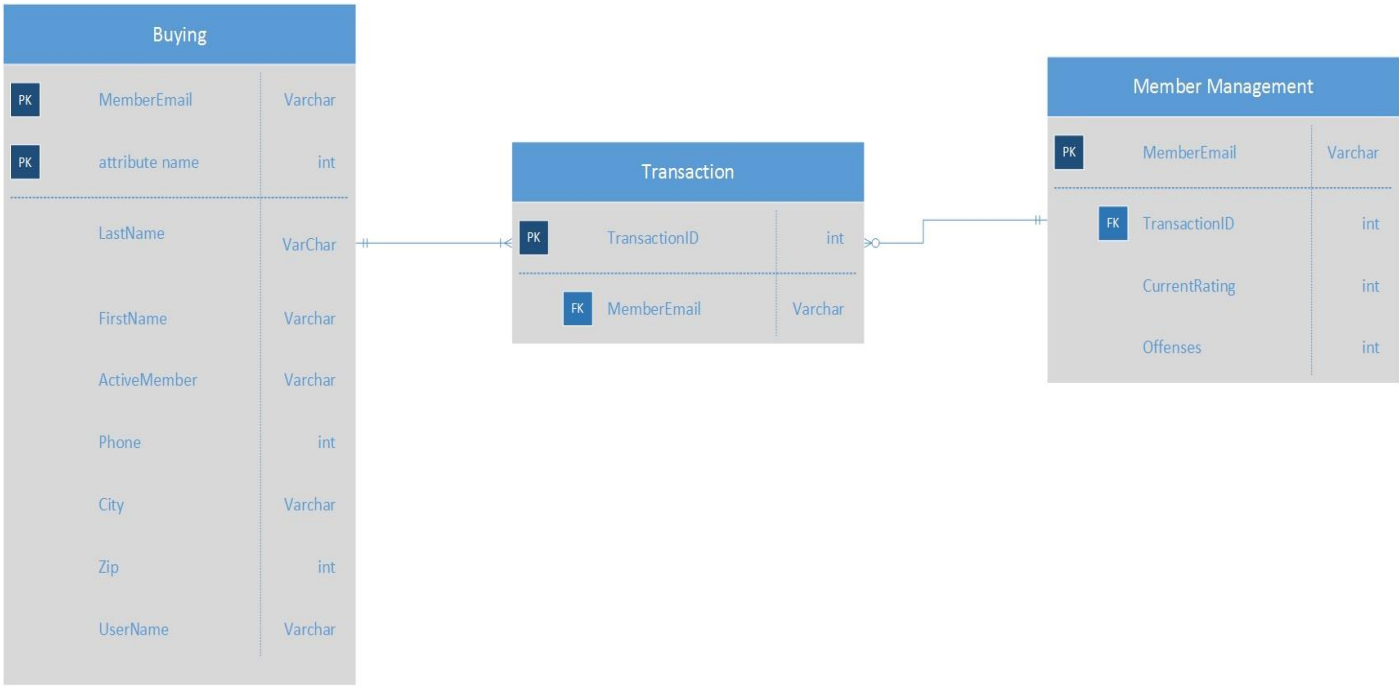 Buying
PK MemberEmail Varchar
PK attribute name int
LastName VarChar
FirstName Varchar
ActiveMember Varchar
Phone int
City Varchar
Zip int
UserName Varchar
Transaction
PK TransactionID int
FK MemberEmail Varchar
Member Management
PK MemberEmail Varchar
FK TransactionID int
CurrentRating int
Offenses int